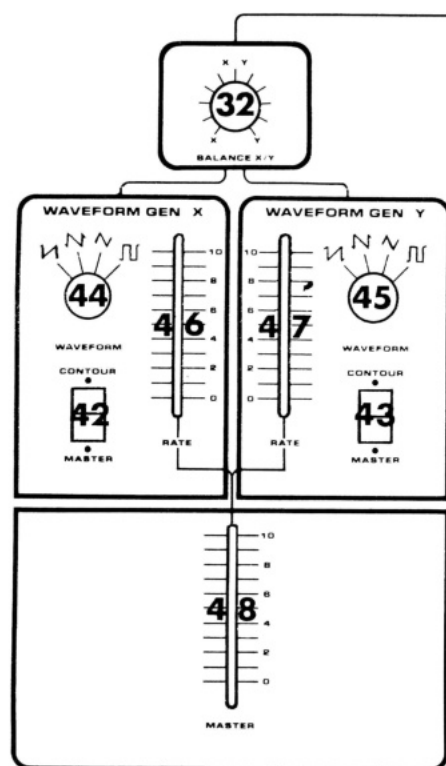 X Y
32
X Y
BALANCE X/Y
WAVEFORM GEN X
44
WAVEFORM
CONTOUR
42
MASTER
10
8
6
4
2
0
46
RATE
WAVEFORM GEN Y
10
8
6
4
2
0
47
RATE
45
WAVEFORM
CONTOUR
43
MASTER
10
8
6
4
2
0
48
MASTER